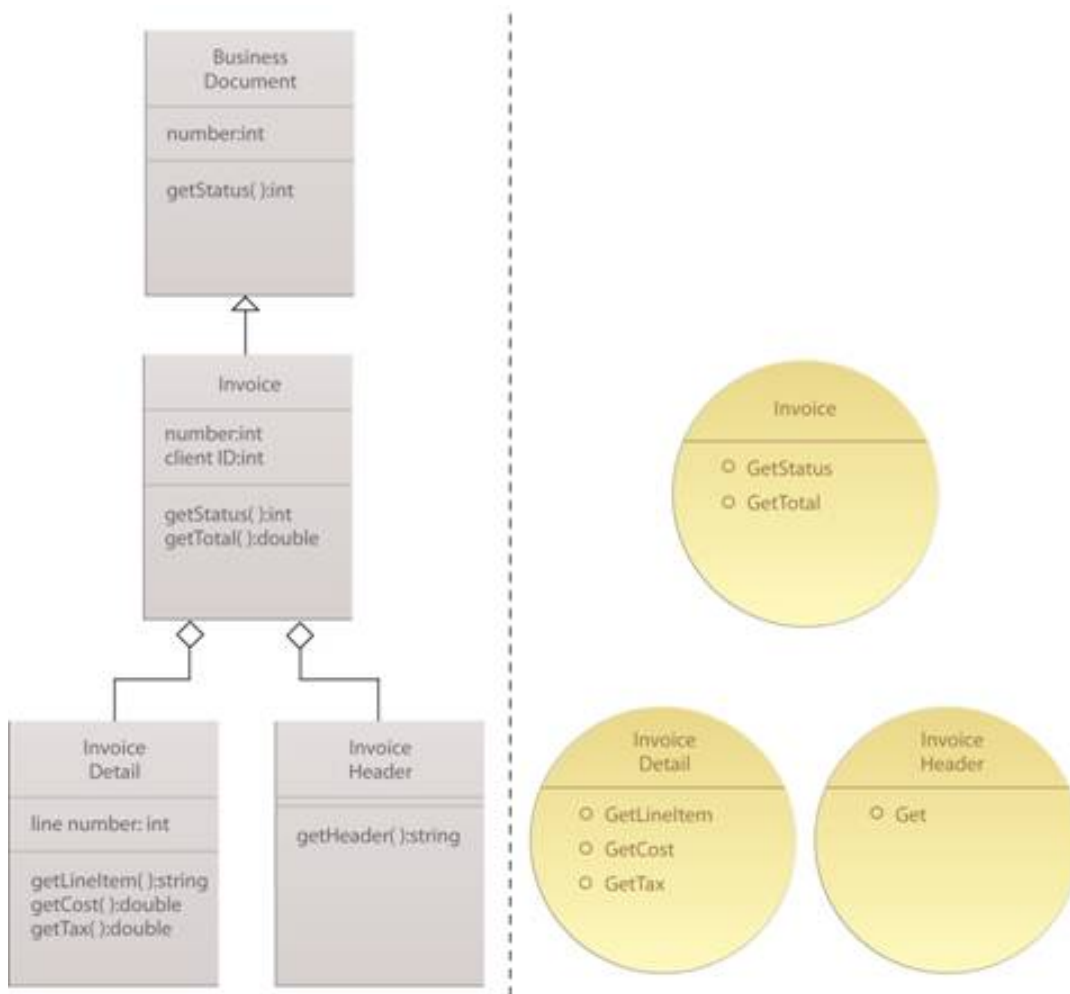 Business
Document
number:int
getStatus( ):int
Invoice
number:int
client ID:int
getStatus( ):int
getTotal( ):double
Invoice
Detail
line number: int
getLineItem( ):string
getCost( ):double
getTax( ):double
Invoice
Header
getHeader( ):string
Invoice
GetStatus
GetTotal
Invoice
Detail
GetLineItem
GetCost
GetTax
Invoice
Header
Get